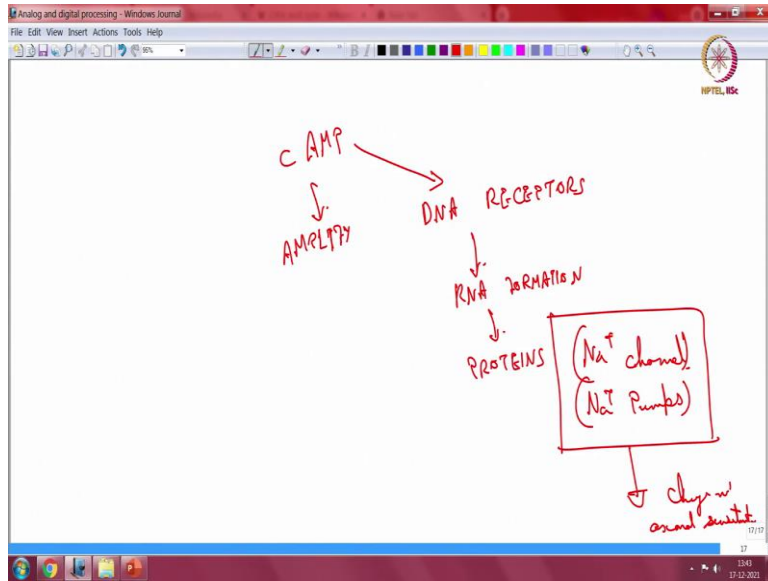 Analog and digital processing - Windows Journal
File Edit View Insert Actions Tools Help
95%
B I
NPTEL, IISc
C AMP
AMPLIFY
DNA RECEPTORS
RNA FORMATION
PROTEINS
(Na+ channel)
(Na+ Pumps)
Change in
axonal
17/17
17
13:43
17-12-2021